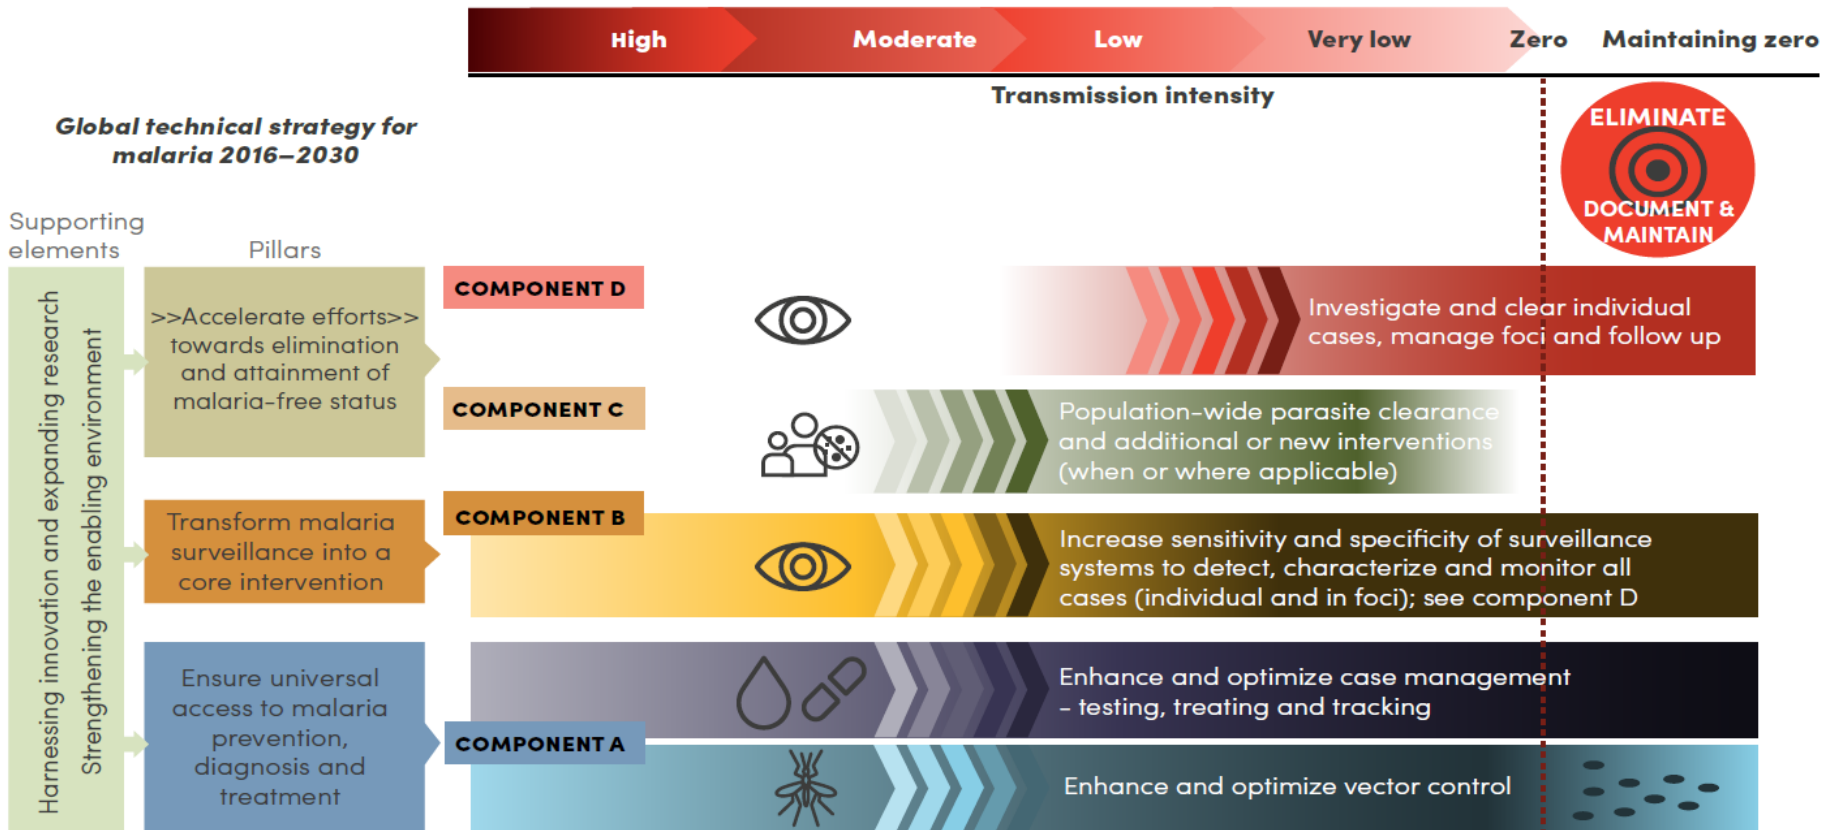 High
Moderate
Low
Very low
Zero
Maintaining zero
Transmission intensity
Global technical strategy for
malaria 2016–2030
ELIMINATE
DOCUMENT &
MAINTAIN
Supporting
elements
Pillars
Harnessing innovation and expanding research
Strengthening the enabling environment
>>Accelerate efforts>>
towards elimination
and attainment of
malaria-free status
COMPONENT D
Investigate and clear individual
cases, manage foci and follow up
COMPONENT C
Population-wide parasite clearance
and additional or new interventions
(when or where applicable)
Transform malaria
surveillance into a
core intervention
COMPONENT B
Increase sensitivity and specificity of surveillance
systems to detect, characterize and monitor all
cases (individual and in foci); see component D
Ensure universal
access to malaria
prevention,
diagnosis and
treatment
COMPONENT A
Enhance and optimize case management
– testing, treating and tracking
Enhance and optimize vector control